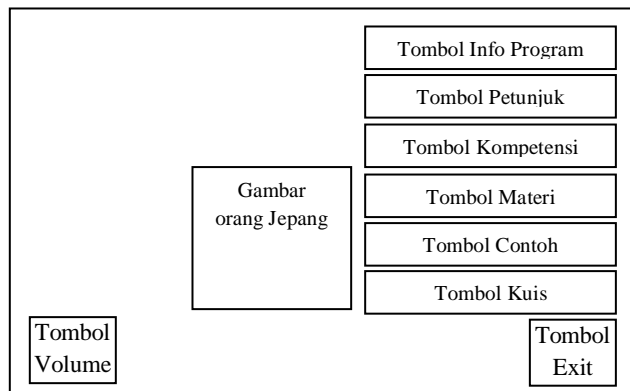 Tombol Info Program
Tombol Petunjuk
Tombol Kompetensi
Gambar
orang Jepang
Tombol Materi
Tombol Contoh
Tombol Kuis
Tombol
Volume
Tombol
Exit